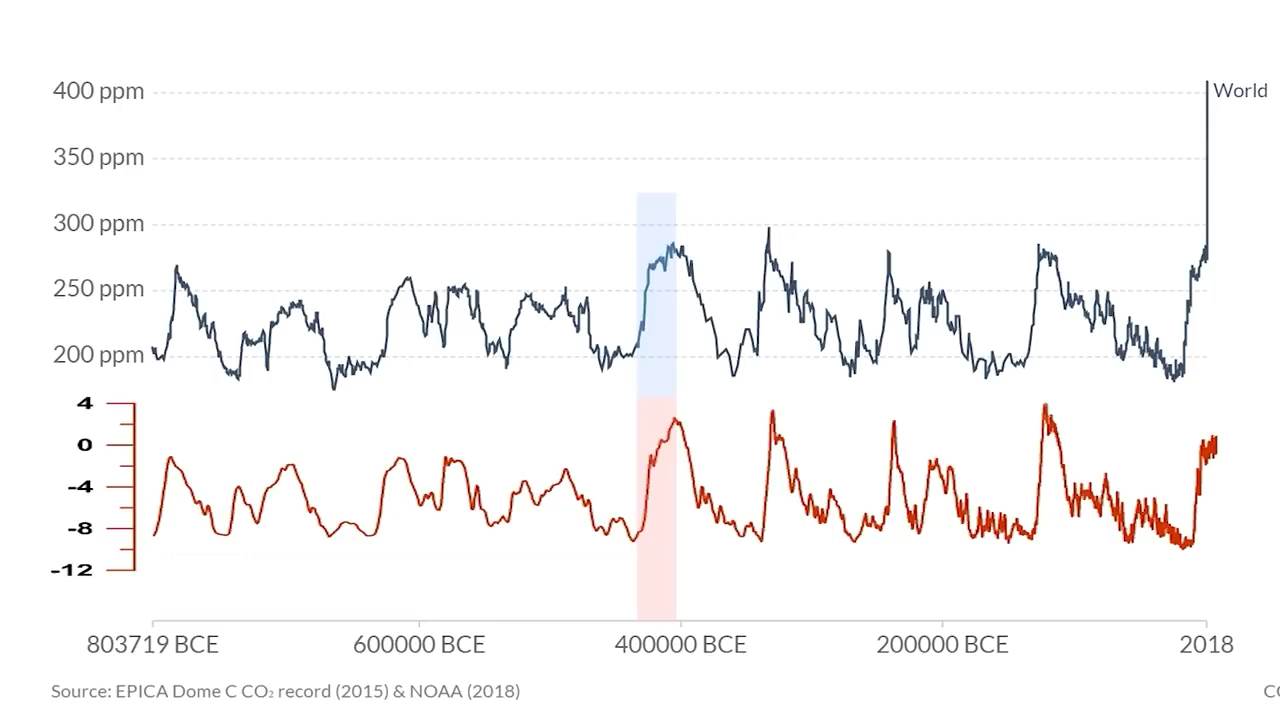 400 ppm
World
350 ppm
300 ppm
250 ppm
200 ppm
4
0
-4
-8
-12
803719 BCE
600000 BCE
400000 BCE
200000 BCE
2018
Source: EPICA Dome C CO₂ record (2015) & NOAA (2018)